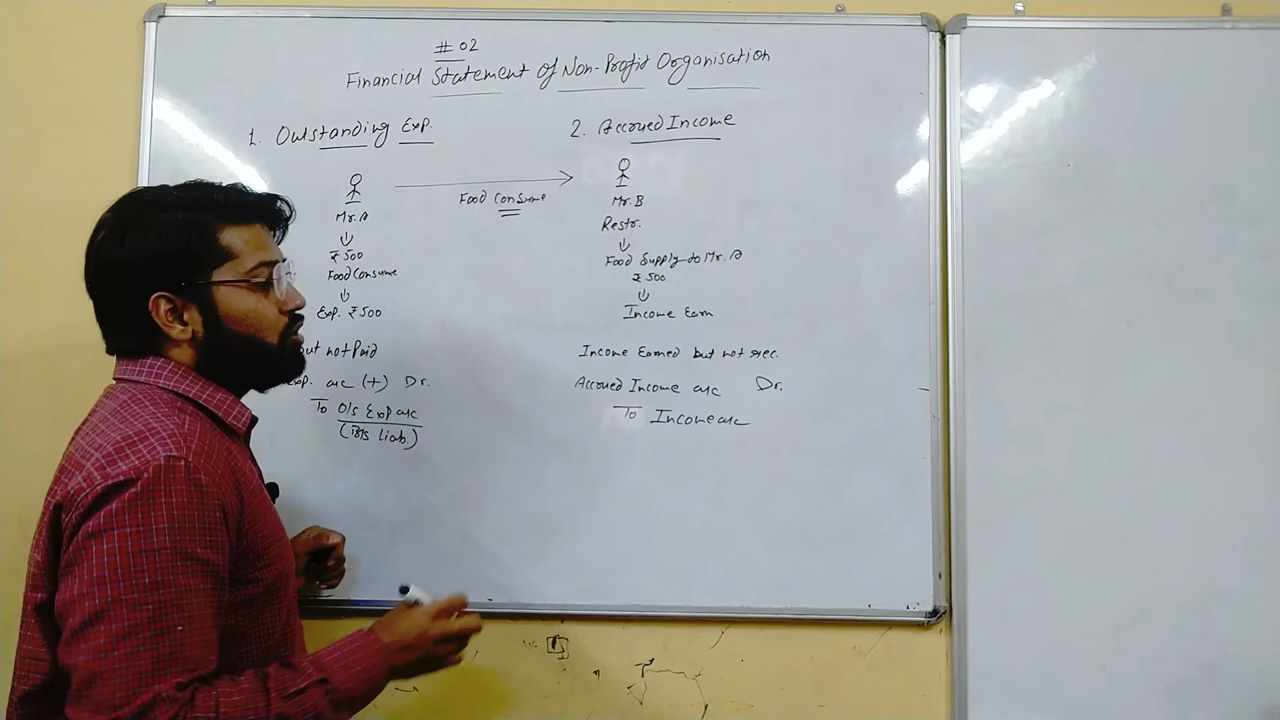 # 02
Financial Statement of Non-Profit Organisation
1. Outstanding Exp.
Mr. A
₹500
Food Consume
Exp. ₹500
but not Paid
Exp. a/c (+) Dr.
To O/s Exp a/c
(B/s Liab.)
Food Consume
2. Accrued Income
Mr. B
Restr.
Food Supply to Mr. A
₹500
Income Earn
Income Earned but not rec.
Accrued Income a/c Dr.
To Income a/c